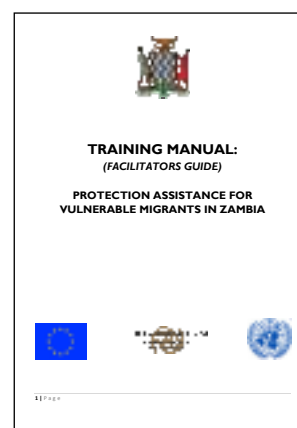 TRAINING MANUAL:
(FACILITATORS GUIDE)
PROTECTION ASSISTANCE FOR
VULNERABLE MIGRANTS IN ZAMBIA
1 | Page